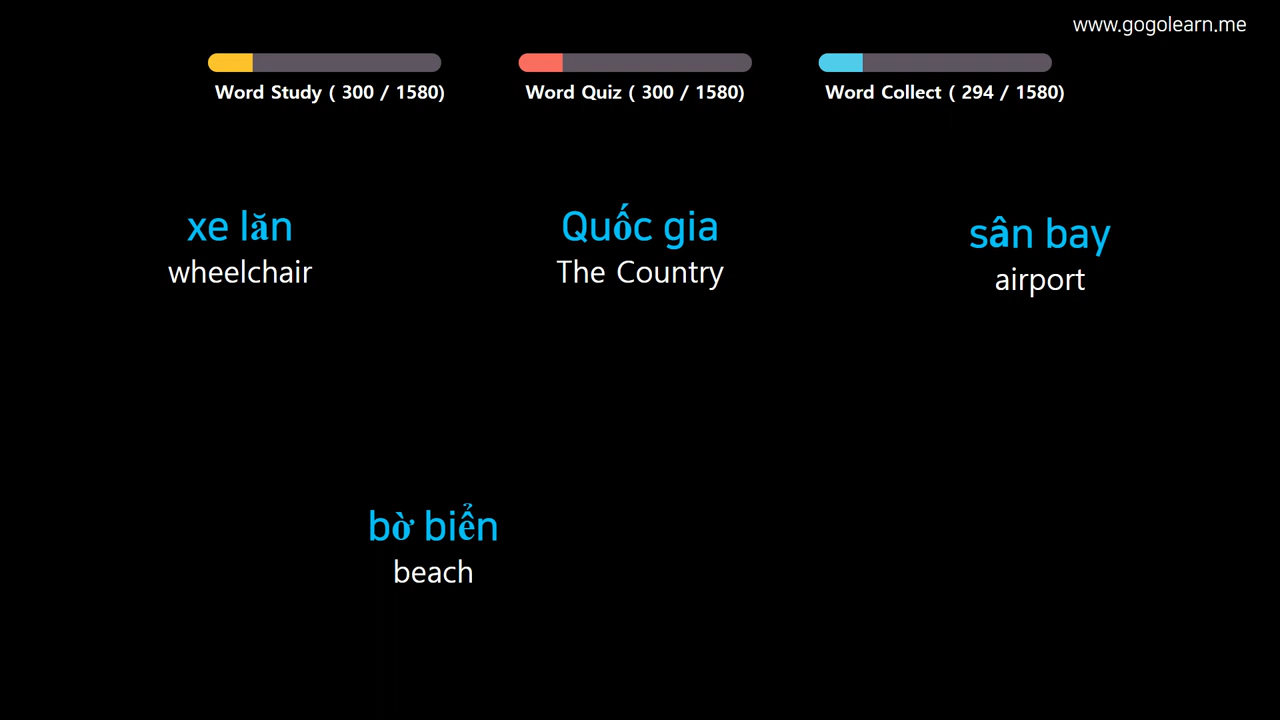 www.gogolearn.me
Word Study ( 300 / 1580)
Word Quiz ( 300 / 1580)
Word Collect ( 294 / 1580)
xe lăn
wheelchair
Quốc gia
The Country
sân bay
airport
bờ biển
beach